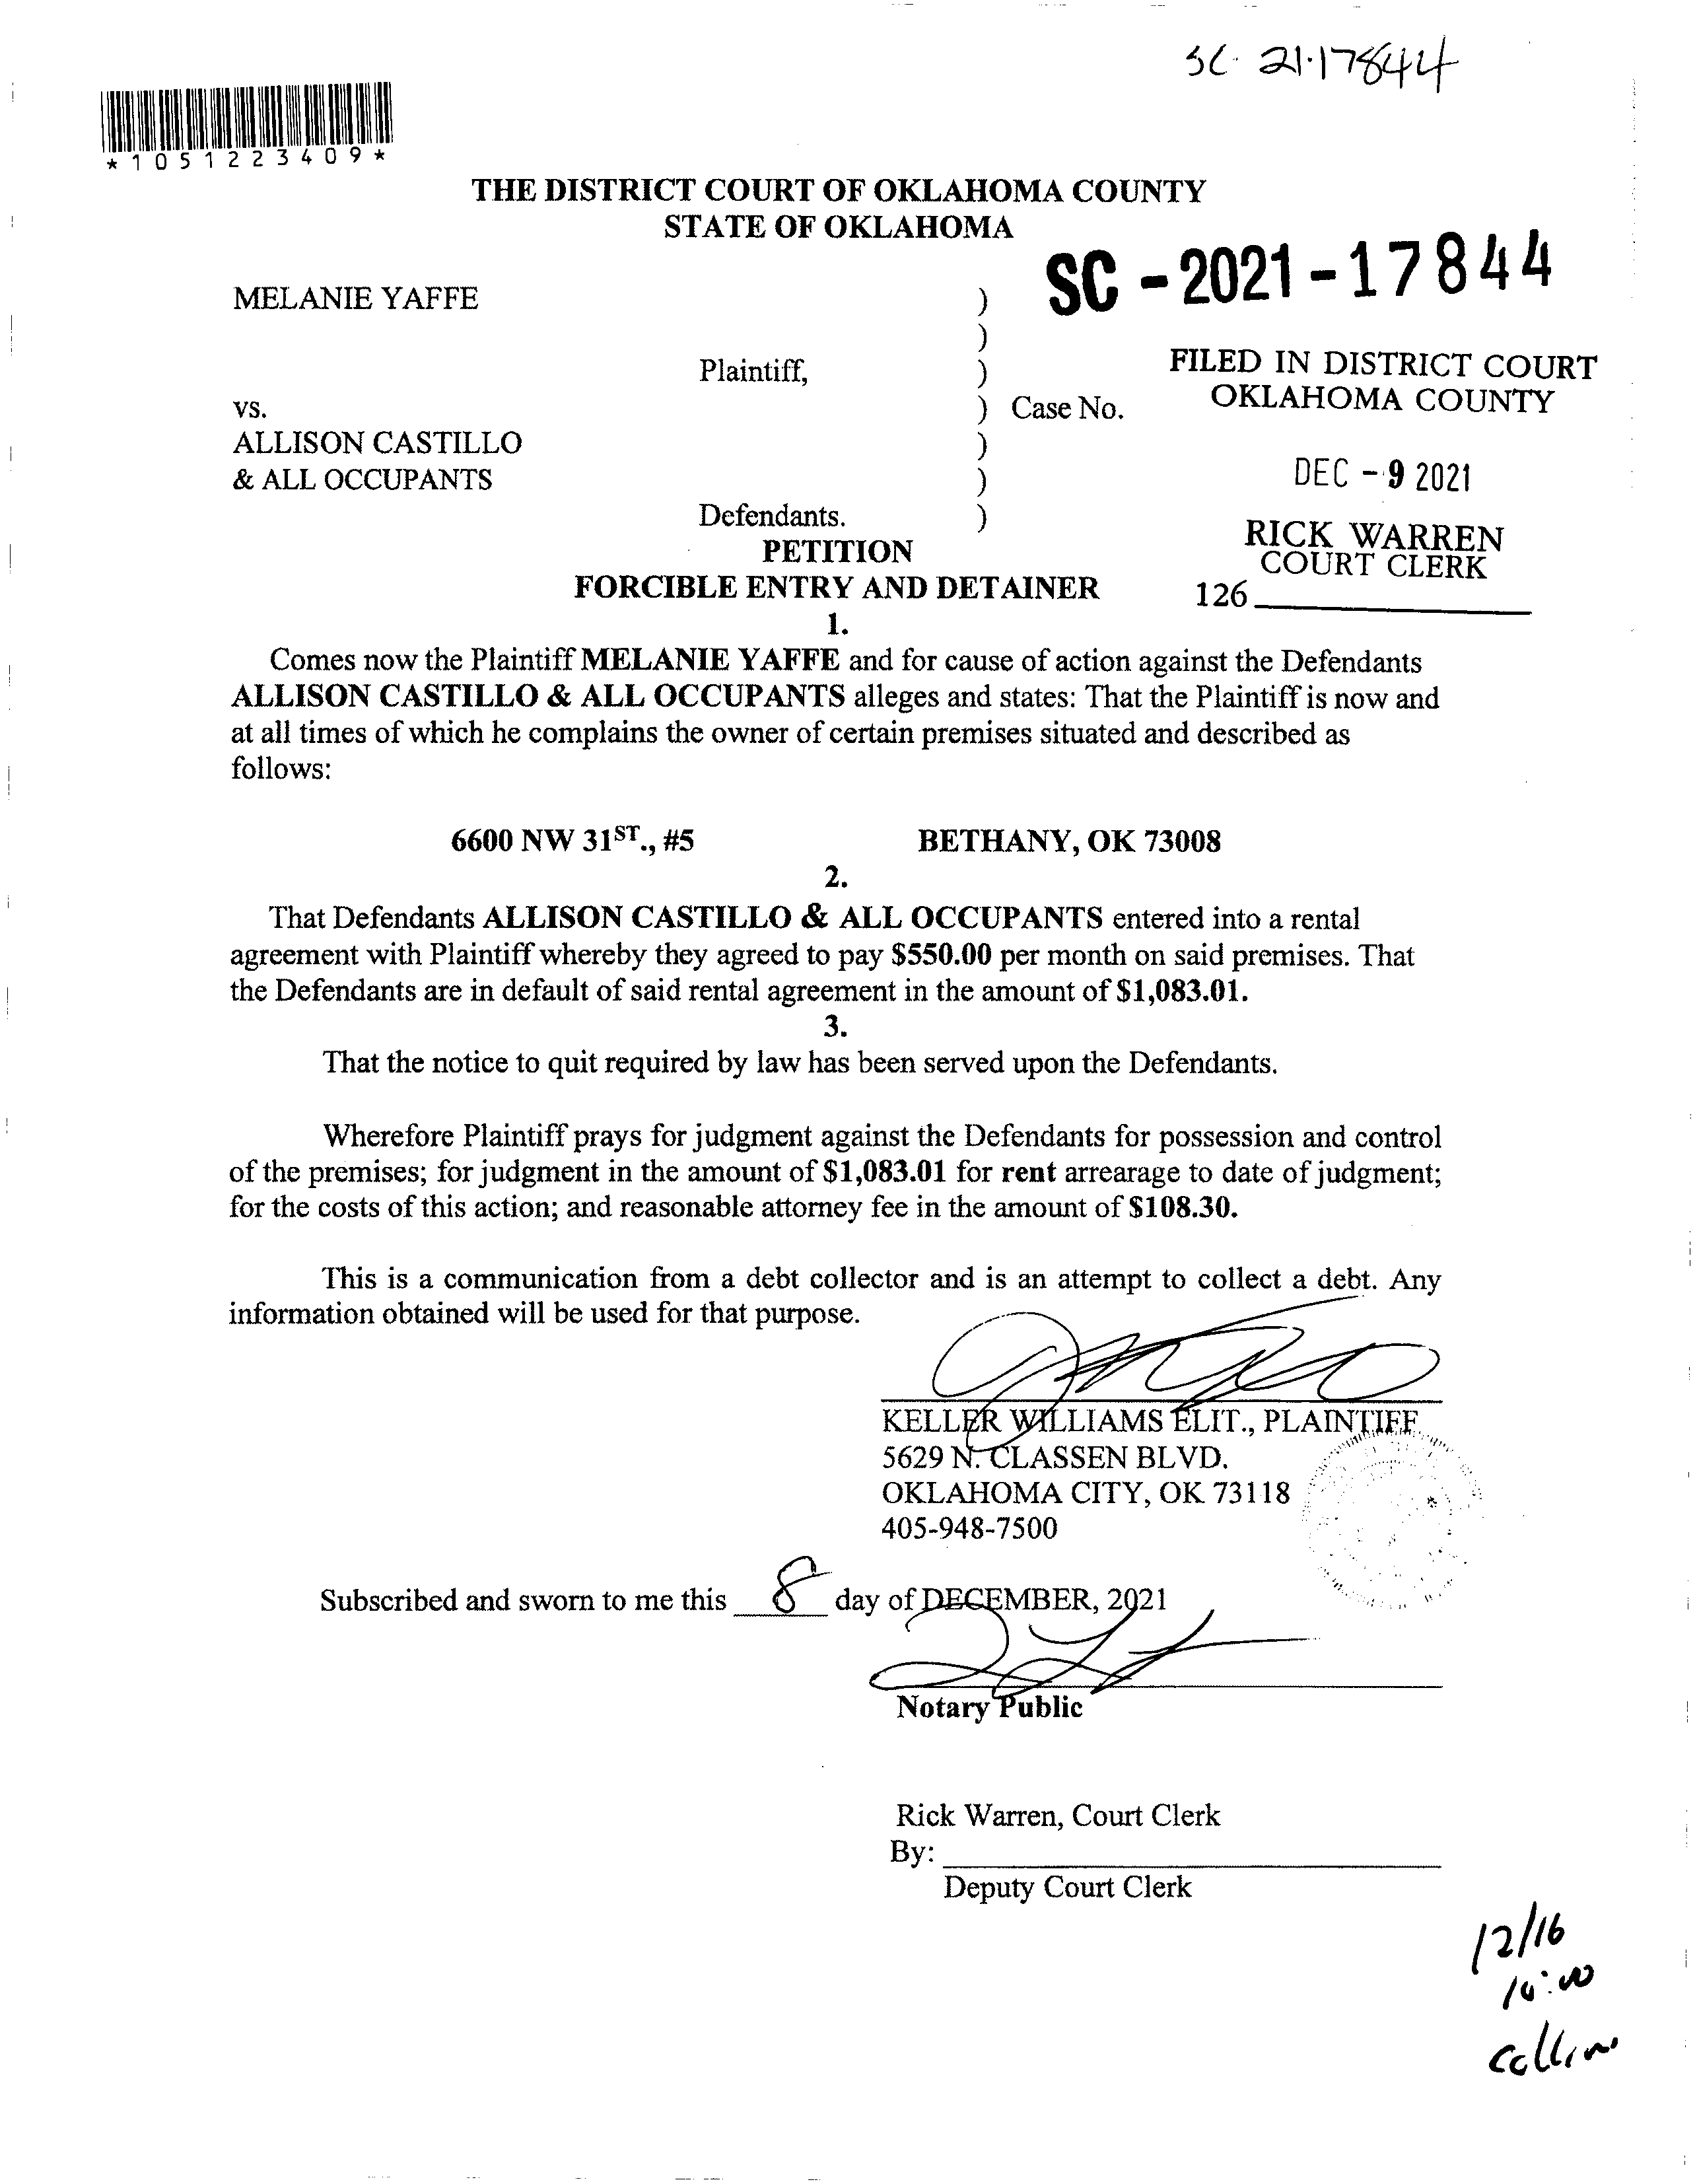 SC 21-17844
*1051223409*
THE DISTRICT COURT OF OKLAHOMA COUNTY
STATE OF OKLAHOMA
SC-2021-17844
MELANIE YAFFE )
)
Plaintiff, )
FILED IN DISTRICT COURT
vs. ) Case No.
OKLAHOMA COUNTY
ALLISON CASTILLO )
& ALL OCCUPANTS )
DEC -9 2021
Defendants. )
RICK WARREN
COURT CLERK
126
PETITION
FORCIBLE ENTRY AND DETAINER
1.
Comes now the Plaintiff MELANIE YAFFE and for cause of action against the Defendants
ALLISON CASTILLO & ALL OCCUPANTS alleges and states: That the Plaintiff is now and
at all times of which he complains the owner of certain premises situated and described as
follows:
6600 NW 31ST., #5 BETHANY, OK 73008
2.
That Defendants ALLISON CASTILLO & ALL OCCUPANTS entered into a rental
agreement with Plaintiff whereby they agreed to pay $550.00 per month on said premises. That
the Defendants are in default of said rental agreement in the amount of $1,083.01.
3.
That the notice to quit required by law has been served upon the Defendants.
Wherefore Plaintiff prays for judgment against the Defendants for possession and control
of the premises; for judgment in the amount of $1,083.01 for rent arrearage to date of judgment;
for the costs of this action; and reasonable attorney fee in the amount of $108.30.
This is a communication from a debt collector and is an attempt to collect a debt. Any
information obtained will be used for that purpose.
KELLER WILLIAMS ELIT., PLAINTIFF
5629 N. CLASSEN BLVD.
OKLAHOMA CITY, OK 73118
405-948-7500
Subscribed and sworn to me this 8 day of DECEMBER, 2021
Notary Public
Rick Warren, Court Clerk
By:
Deputy Court Clerk
12/16
10:00